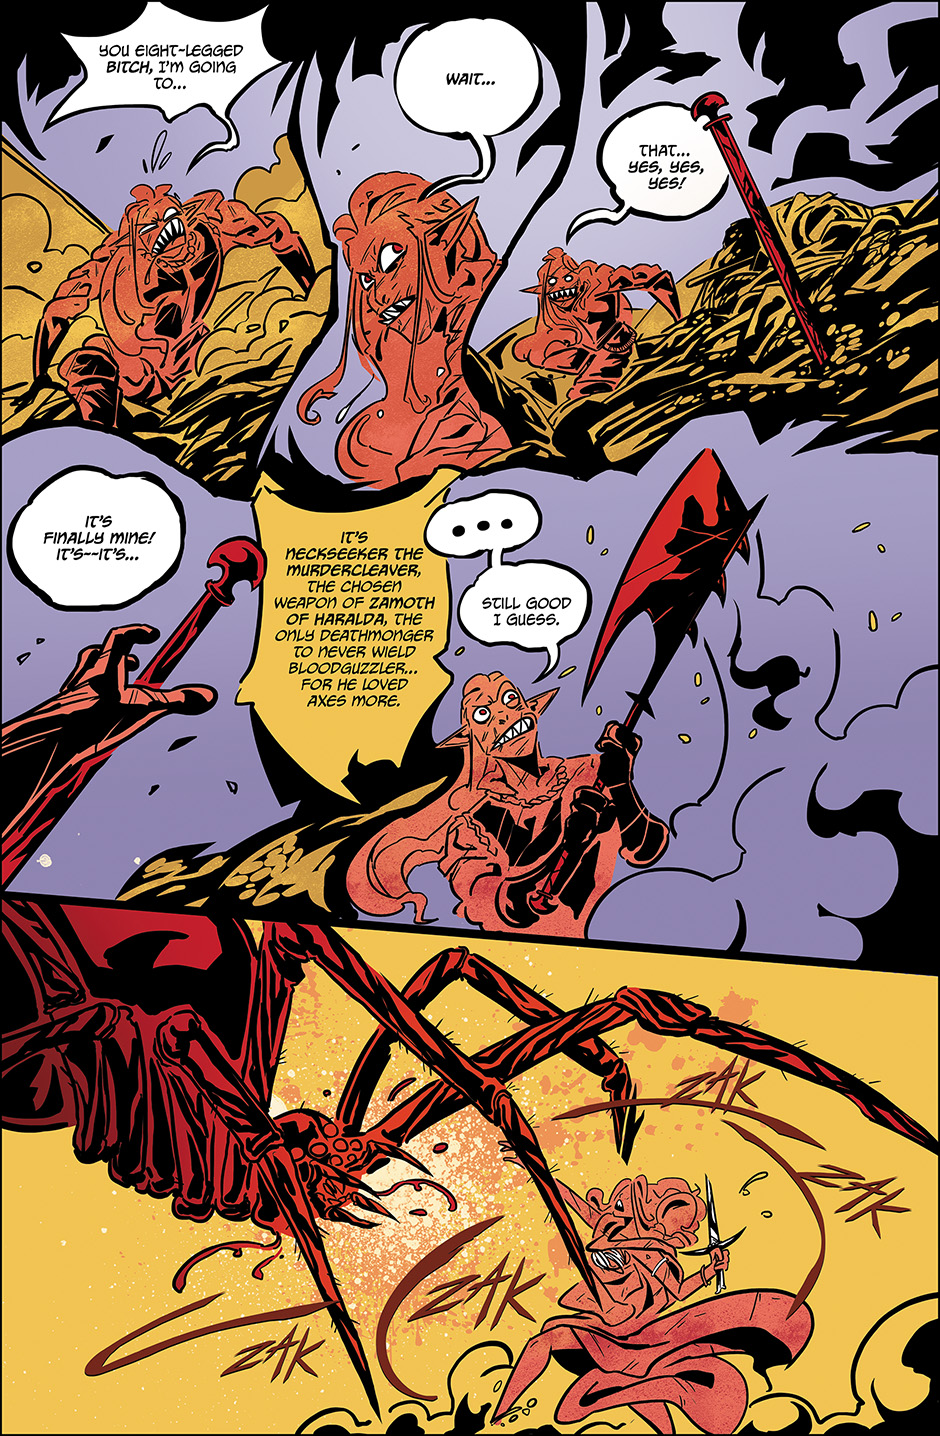 YOU EIGHT-LEGGED
BITCH, I'M GOING
TO...
WAIT...
THAT...
YES, YES,
YES!
IT'S
FINALLY MINE!
IT'S--IT'S...
IT'S
NECKSEEKER THE
MURDERCLEAVER,
THE CHOSEN
WEAPON OF ZAMOTH
OF HARALDA, THE
ONLY DEATHMONGER
TO NEVER WIELD
BLOODGUZZLER...
FOR HE LOVED
AXES MORE.
...
STILL GOOD
I GUESS.
ZAK
ZAK
ZAK
ZAK